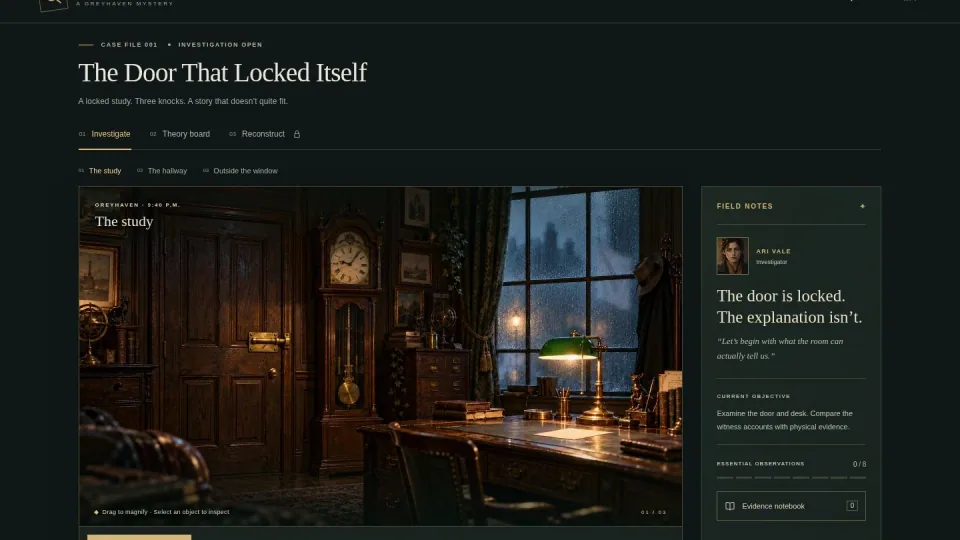 A GREYHAVEN MYSTERY
CASE FILE 001 • INVESTIGATION OPEN
The Door That Locked Itself
A locked study. Three knocks. A story that doesn't quite fit.
01 Investigate 02 Theory board 03 Reconstruct
01 The study 02 The hallway 03 Outside the window
GREYHAVEN · 9:40 P.M.
The study
Drag to magnify · Select an object to inspect
01 / 03
FIELD NOTES +
ARI VALE
Investigator
The door is locked.
The explanation isn't.
“Let's begin with what the room can
actually tell us.”
CURRENT OBJECTIVE
Examine the door and desk. Compare the
witness accounts with physical evidence.
ESSENTIAL OBSERVATIONS 0 / 8
Evidence notebook 0